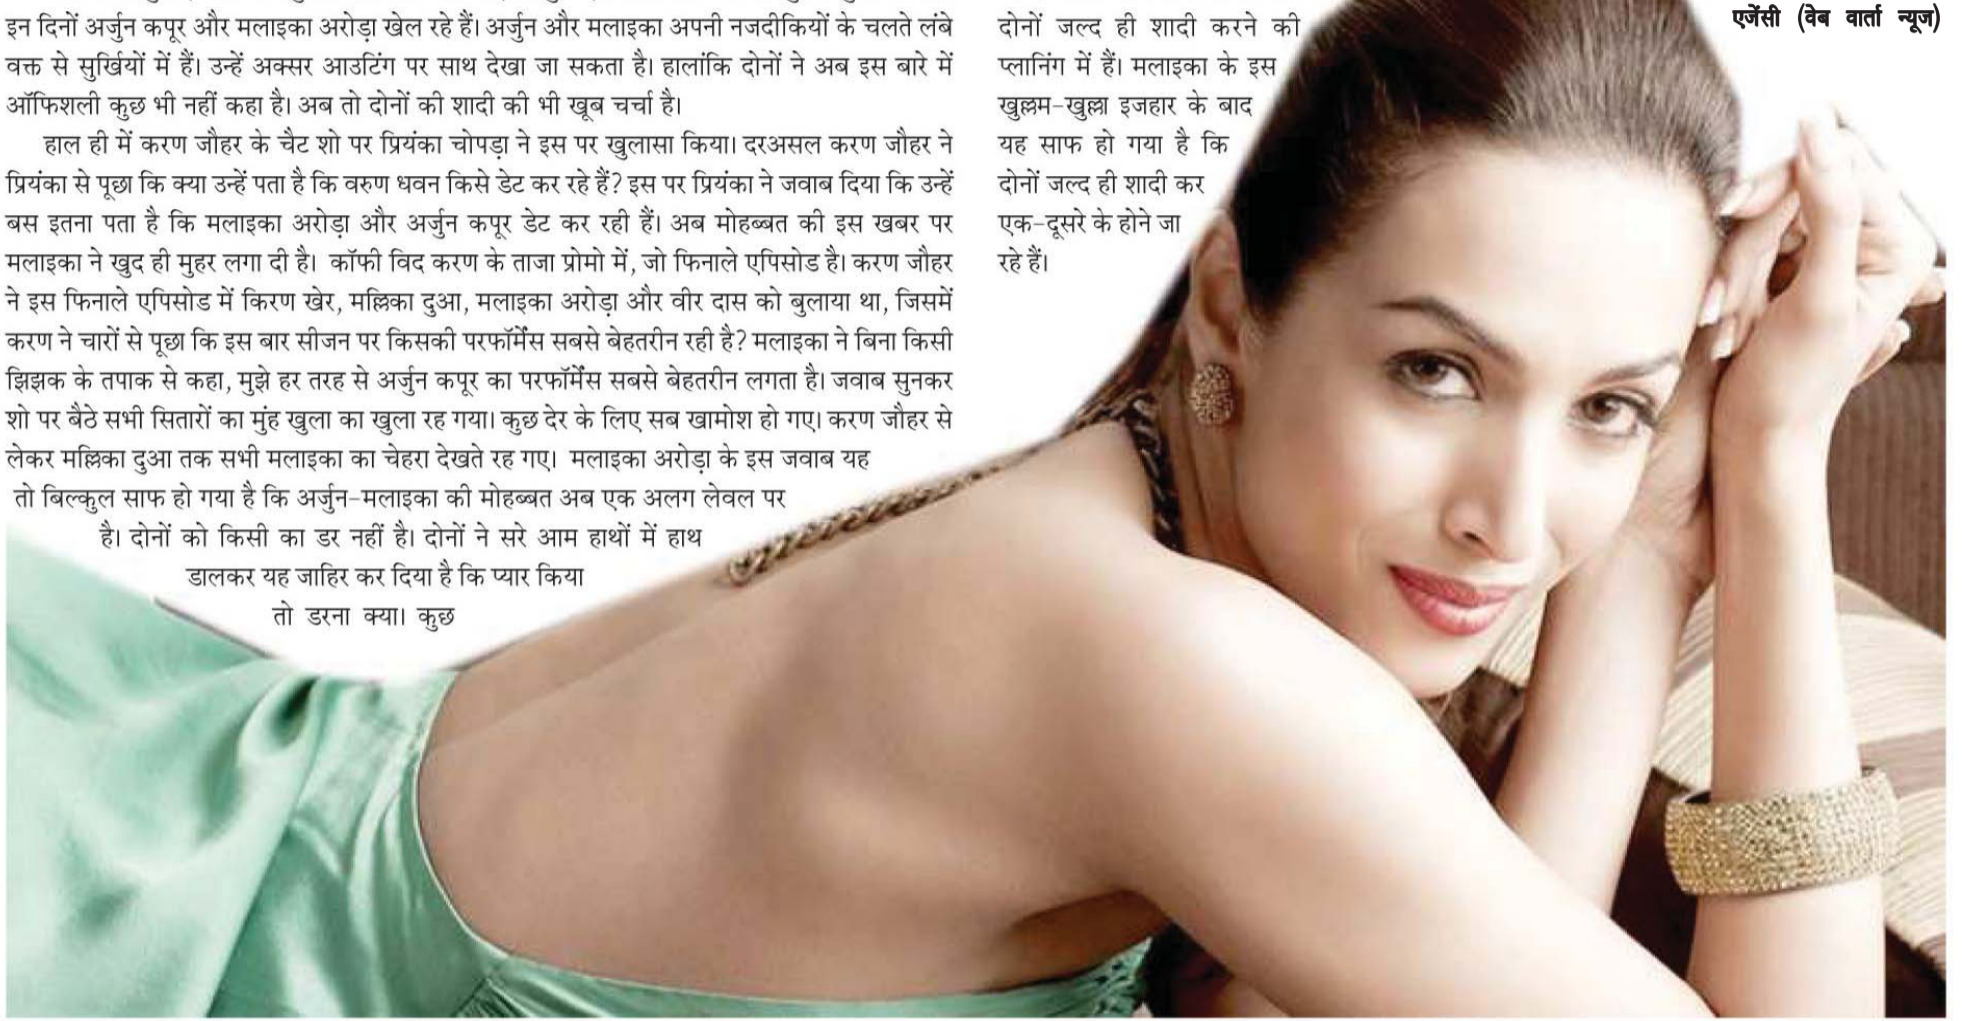 इन दिनों अर्जुन कपूर और मलाइका अरोड़ा खेल रहे हैं। अर्जुन और मलाइका अपनी नजदीकियों के चलते लंबे
वक्त से सुर्खियों में हैं। उन्हें अक्सर आउटिंग पर साथ देखा जा सकता है। हालांकि दोनों ने अब इस बारे में
ऑफिशली कुछ भी नहीं कहा है। अब तो दोनों की शादी की भी खूब चर्चा है।
हाल ही में करण जौहर के चैट शो पर प्रियंका चोपड़ा ने इस पर खुलासा किया। दरअसल करण जौहर ने
प्रियंका से पूछा कि क्या उन्हें पता है कि वरुण धवन किसे डेट कर रहे हैं? इस पर प्रियंका ने जवाब दिया कि उन्हें
बस इतना पता है कि मलाइका अरोड़ा और अर्जुन कपूर डेट कर रही हैं। अब मोहब्बत की इस खबर पर
मलाइका ने खुद ही मुहर लगा दी है। कॉफी विद करण के ताजा प्रोमो में, जो फिनाले एपिसोड है। करण जौहर
ने इस फिनाले एपिसोड में किरण खेर, मल्लिका दुआ, मलाइका अरोड़ा और वीर दास को बुलाया था, जिसमें
करण ने चारों से पूछा कि इस बार सीजन पर किसकी परफॉर्मेंस सबसे बेहतरीन रही है? मलाइका ने बिना किसी
झिझक के तपाक से कहा, मुझे हर तरह से अर्जुन कपूर का परफॉर्मेंस सबसे बेहतरीन लगता है। जवाब सुनकर
शो पर बैठे सभी सितारों का मुंह खुला का खुला रह गया। कुछ देर के लिए सब खामोश हो गए। करण जौहर से
लेकर मल्लिका दुआ तक सभी मलाइका का चेहरा देखते रह गए। मलाइका अरोड़ा के इस जवाब यह
तो बिल्कुल साफ हो गया है कि अर्जुन-मलाइका की मोहब्बत अब एक अलग लेवल पर
है। दोनों को किसी का डर नहीं है। दोनों ने सरे आम हाथों में हाथ
डालकर यह जाहिर कर दिया है कि प्यार किया
तो डरना क्या। कुछ
दोनों जल्द ही शादी करने की
प्लानिंग में हैं। मलाइका के इस
खुल्लम-खुल्ला इजहार के बाद
यह साफ हो गया है कि
दोनों जल्द ही शादी कर
एक-दूसरे के होने जा
रहे हैं।
एजेंसी (वेब वार्ता न्यूज)